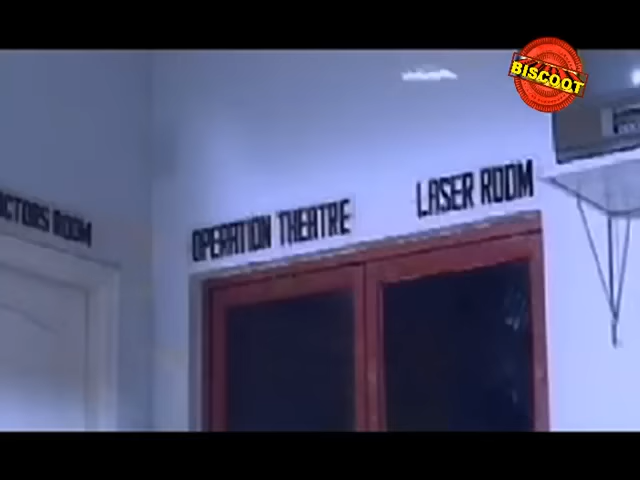 BISCOOT
LASER ROOM
OPERATION THEATRE
CTORS ROOM